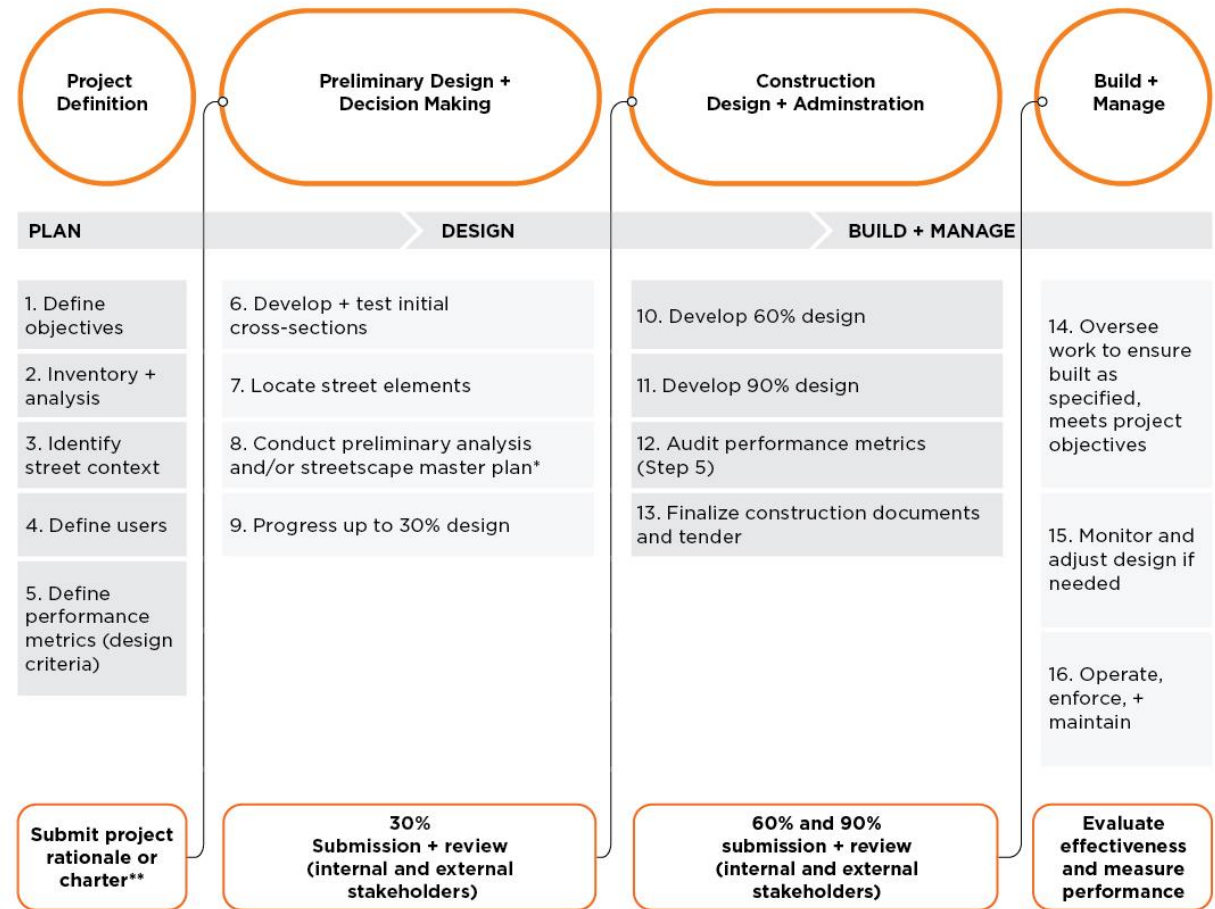 Project
Definition
Preliminary Design +
Decision Making
Construction
Design + Adminstration
Build +
Manage
PLAN
DESIGN
BUILD + MANAGE
1. Define
objectives
2. Inventory +
analysis
3. Identify
street context
4. Define users
5. Define
performance
metrics (design
criteria)
6. Develop + test initial
cross-sections
7. Locate street elements
8. Conduct preliminary analysis
and/or streetscape master plan*
9. Progress up to 30% design
10. Develop 60% design
11. Develop 90% design
12. Audit performance metrics
(Step 5)
13. Finalize construction documents
and tender
14. Oversee
work to ensure
built as
specified,
meets project
objectives
15. Monitor and
adjust design if
needed
16. Operate,
enforce, +
maintain
Submit project
rationale or
charter**
30%
Submission + review
(internal and external
stakeholders)
60% and 90%
submission + review
(internal and external
stakeholders)
Evaluate
effectiveness
and measure
performance